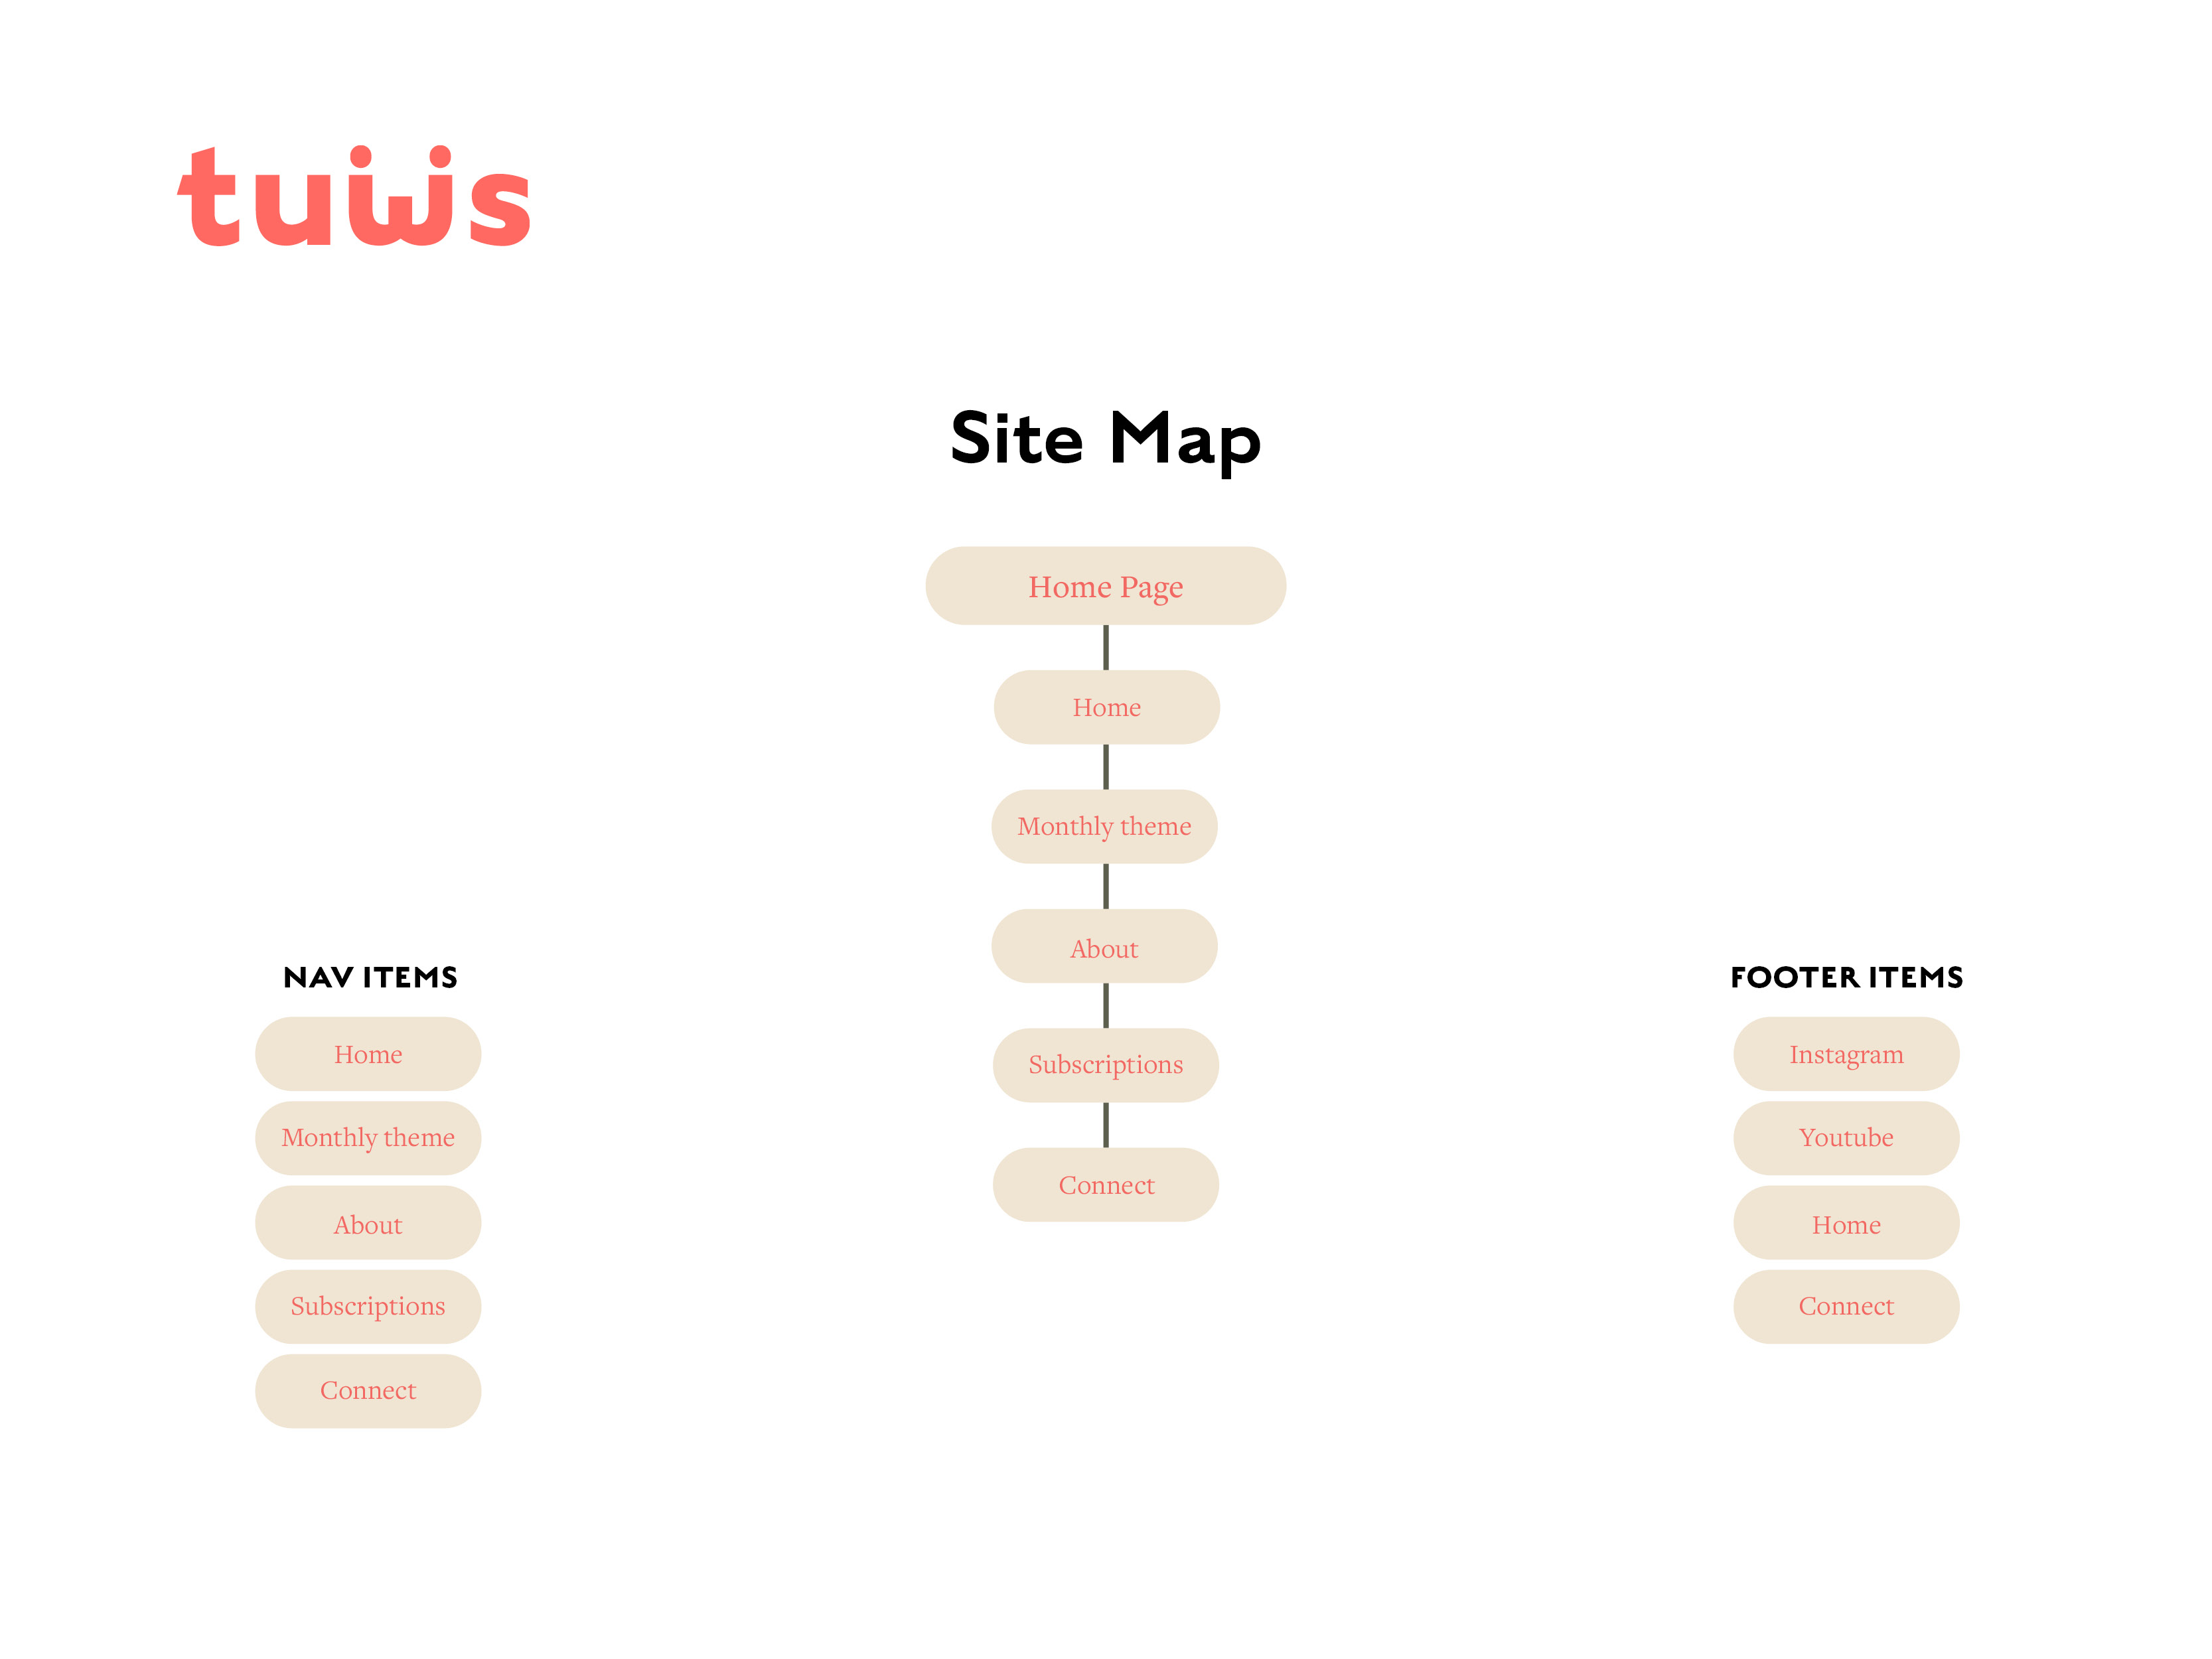 tuẅs
Site Map
Home Page
Home
Monthly theme
About
Subscriptions
Connect
NAV ITEMS
Home
Monthly theme
About
Subscriptions
Connect
FOOTER ITEMS
Instagram
Youtube
Home
Connect